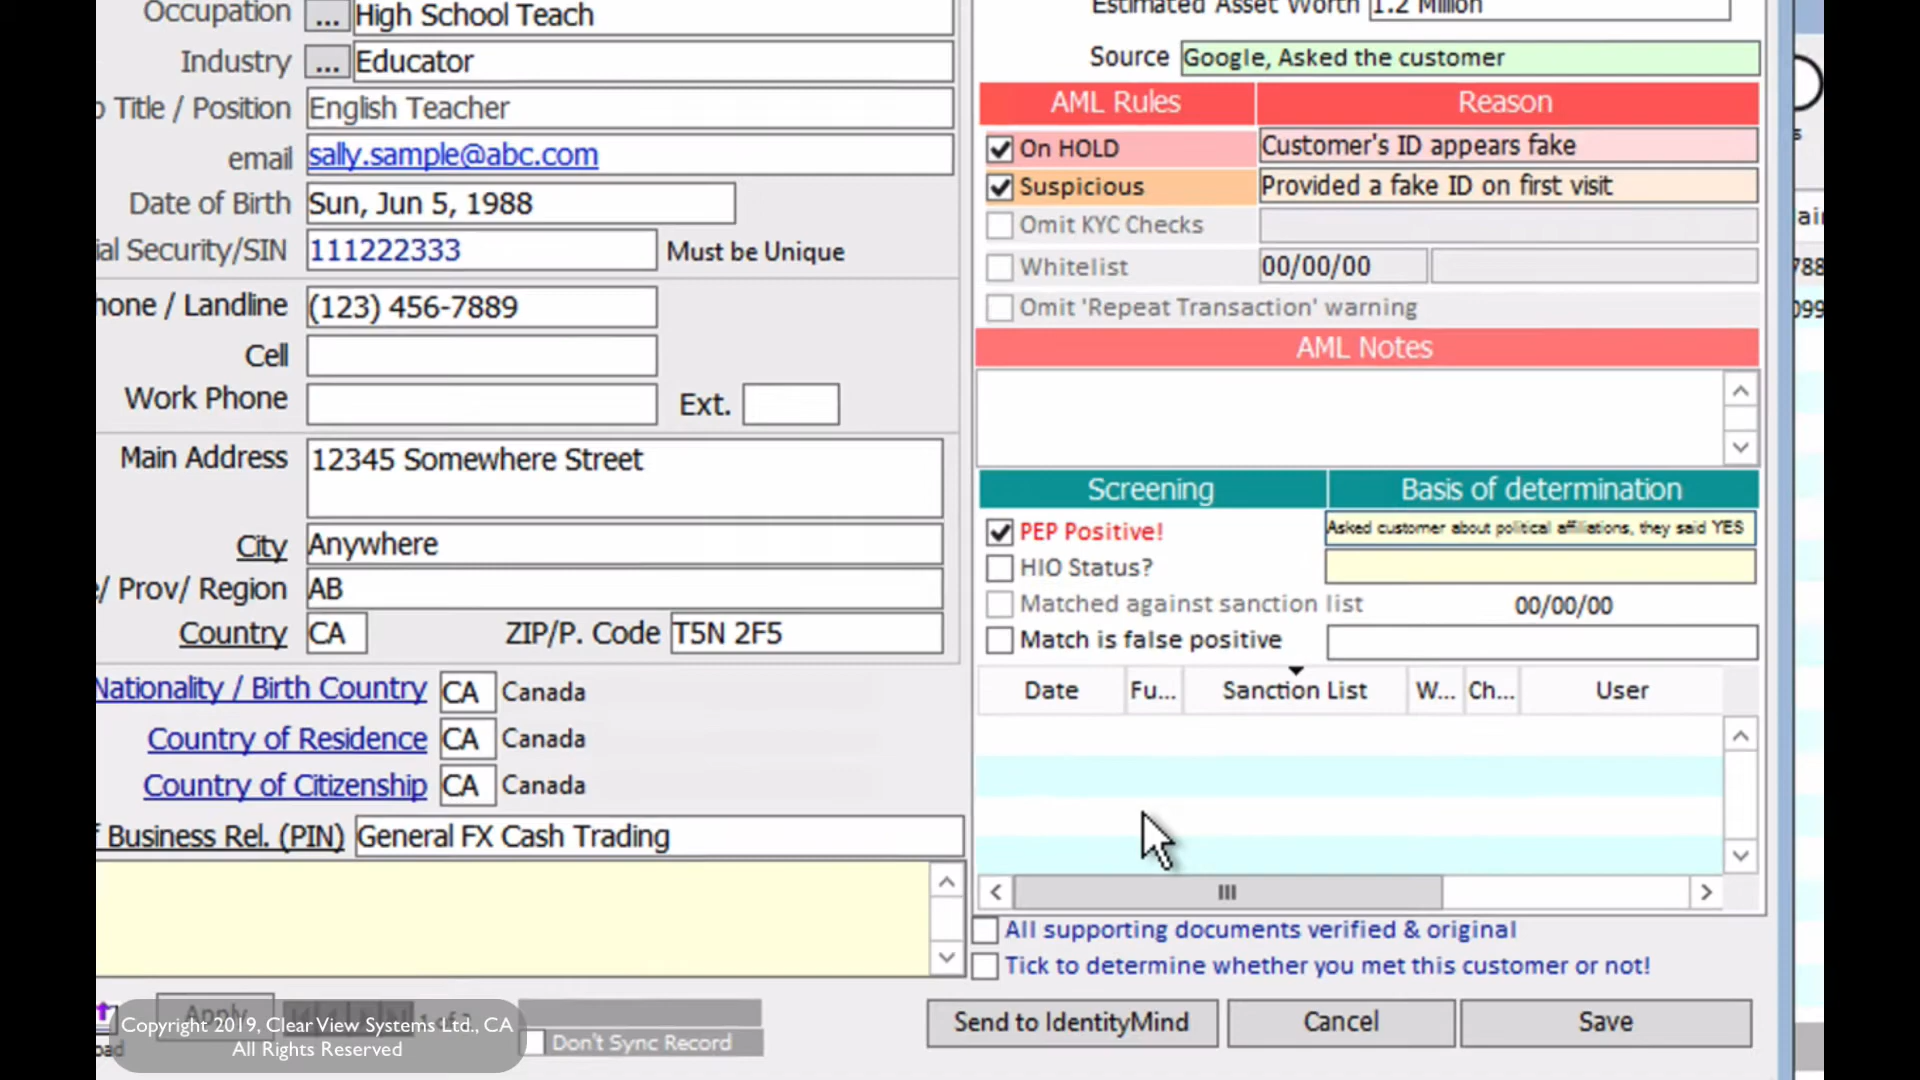 Occupation ... High School Teach
Industry ... Educator
Title / Position English Teacher
email sally.sample@abc.com
Date of Birth Sun, Jun 5, 1988
Security/SIN 111222333 Must be Unique
/ Landline (123) 456-7889
Cell
Work Phone Ext.
Main Address 12345 Somewhere Street
City Anywhere
/ Prov/ Region AB
Country CA ZIP/P. Code T5N 2F5
Nationality / Birth Country CA Canada
Country of Residence CA Canada
Country of Citizenship CA Canada
Business Rel. (PIN) General FX Cash Trading
Estimated Asset Worth 1.2 Million
Source Google, Asked the customer
AML Rules Reason
On HOLD Customer's ID appears fake
Suspicious Provided a fake ID on first visit
Omit KYC Checks
Whitelist 00/00/00
Omit 'Repeat Transaction' warning
AML Notes
Screening Basis of determination
PEP Positive! Asked customer about political affiliations, they said YES
HIO Status?
Matched against sanction list 00/00/00
Match is false positive
Date Fu... Sanction List W... Ch... User
All supporting documents verified & original
Tick to determine whether you met this customer or not!
Apply
Don't Sync Record
Send to IdentityMind Cancel Save
Copyright 2019, Clear View Systems Ltd., CA
All Rights Reserved